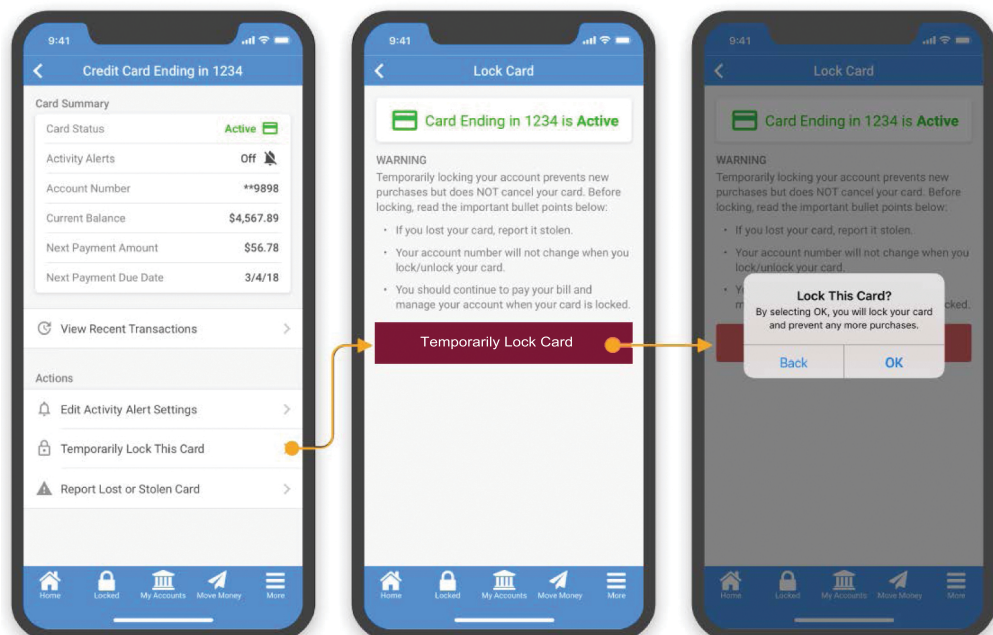 9:41
Credit Card Ending in 1234
Card Summary
Card Status Active
Activity Alerts Off
Account Number **9898
Current Balance $4,567.89
Next Payment Amount $56.78
Next Payment Due Date 3/4/18
View Recent Transactions
Actions
Edit Activity Alert Settings
Temporarily Lock This Card
Report Lost or Stolen Card
Home Locked My Accounts Move Money More
9:41
Lock Card
Card Ending in 1234 is Active
WARNING
Temporarily locking your account prevents new
purchases but does NOT cancel your card. Before
locking, read the important bullet points below:
• If you lost your card, report it stolen.
• Your account number will not change when you
lock/unlock your card.
• You should continue to pay your bill and
manage your account when your card is locked.
Temporarily Lock Card
Home Locked My Accounts Move Money More
9:41
Lock Card
Card Ending in 1234 is Active
WARNING
Temporarily locking your account prevents new
purchases but does NOT cancel your card. Before
locking, read the important bullet points below:
• If you lost your card, report it stolen.
• Your account number will not change when you
lock/unlock your card.
Lock This Card?
By selecting OK, you will lock your card
and prevent any more purchases.
Back OK
Home Locked My Accounts Move Money More